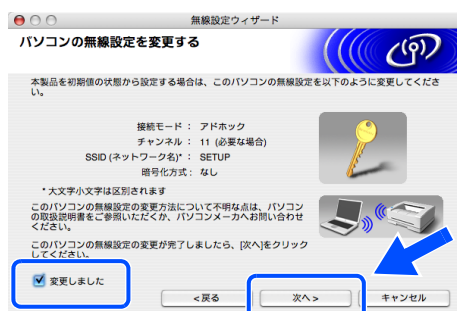 無線設定ウィザード
パソコンの無線設定を変更する
本製品を初期値の状態から設定する場合は、このパソコンの無線設定を以下のように変更してくださ
い。
接続モード： アドホック
チャンネル： 11 (必要な場合)
SSID (ネットワーク名)*： SETUP
暗号化方式： なし
* 大文字小文字は区別されます
このパソコンの無線設定の変更方法について不明な点は、パソコン
の取扱説明書をご参照いただくか、パソコンメーカへお問い合わせ
ください。
このパソコンの無線設定の変更が完了しましたら、[次へ]をクリック
してください。
変更しました
<戻る 次へ > キャンセル